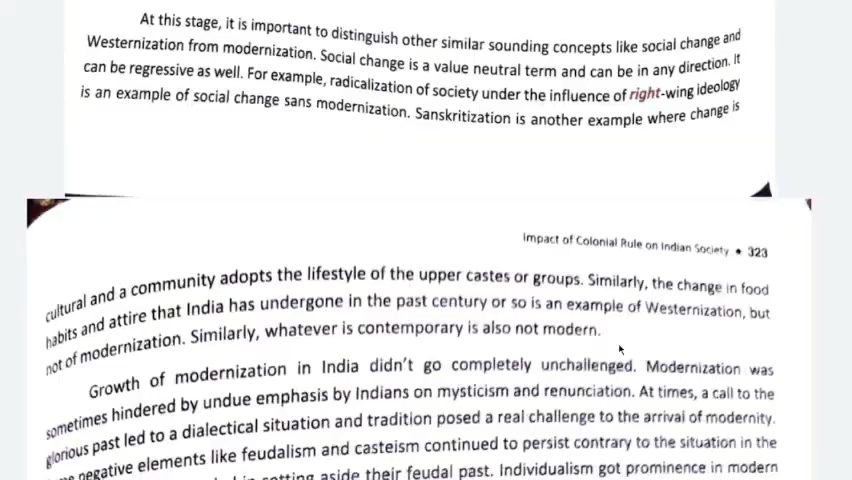 At this stage, it is important to distinguish other similar sounding concepts like social change and
Westernization from modernization. Social change is a value neutral term and can be in any direction. It
can be regressive as well. For example, radicalization of society under the influence of right-wing ideology
is an example of social change sans modernization. Sanskritization is another example where change is
Impact of Colonial Rule on Indian Society • 323
cultural and a community adopts the lifestyle of the upper castes or groups. Similarly, the change in food
habits and attire that India has undergone in the past century or so is an example of Westernization, but
not of modernization. Similarly, whatever is contemporary is also not modern.
Growth of modernization in India didn't go completely unchallenged. Modernization was
sometimes hindered by undue emphasis by Indians on mysticism and renunciation. At times, a call to the
glorious past led to a dialectical situation and tradition posed a real challenge to the arrival of modernity.
negative elements like feudalism and casteism continued to persist contrary to the situation in the
setting aside their feudal past. Individualism got prominence in modern